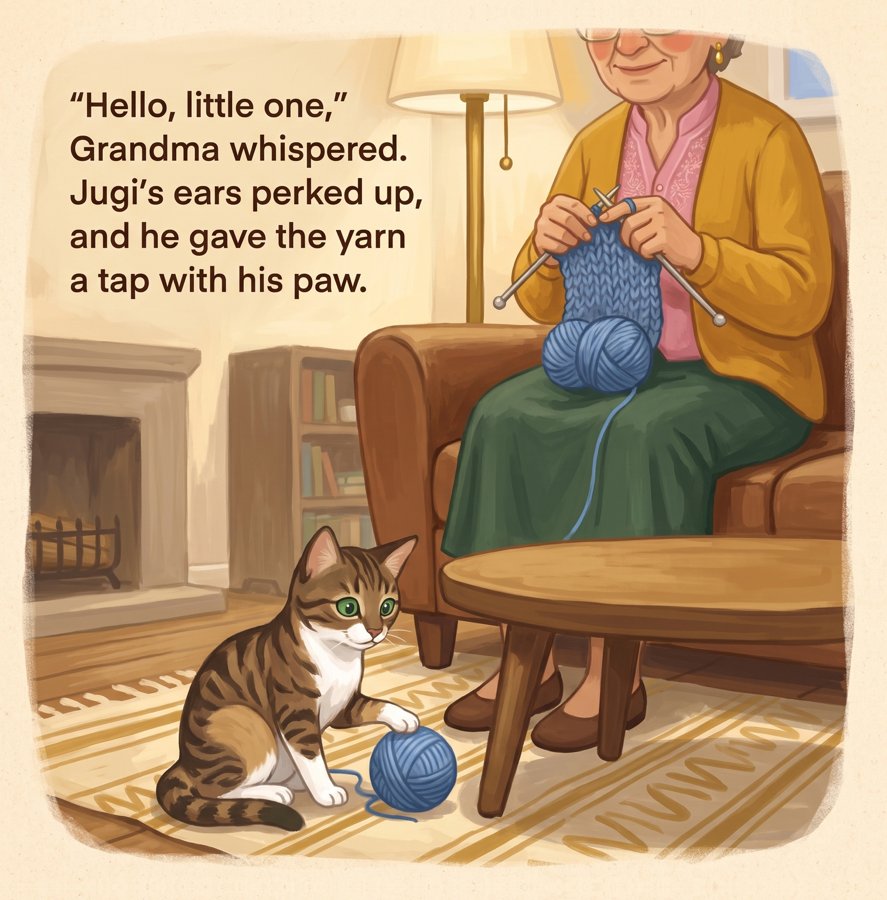 “Hello, little one,”
Grandma whispered.
Jugi’s ears perked up,
and he gave the yarn
a tap with his paw.